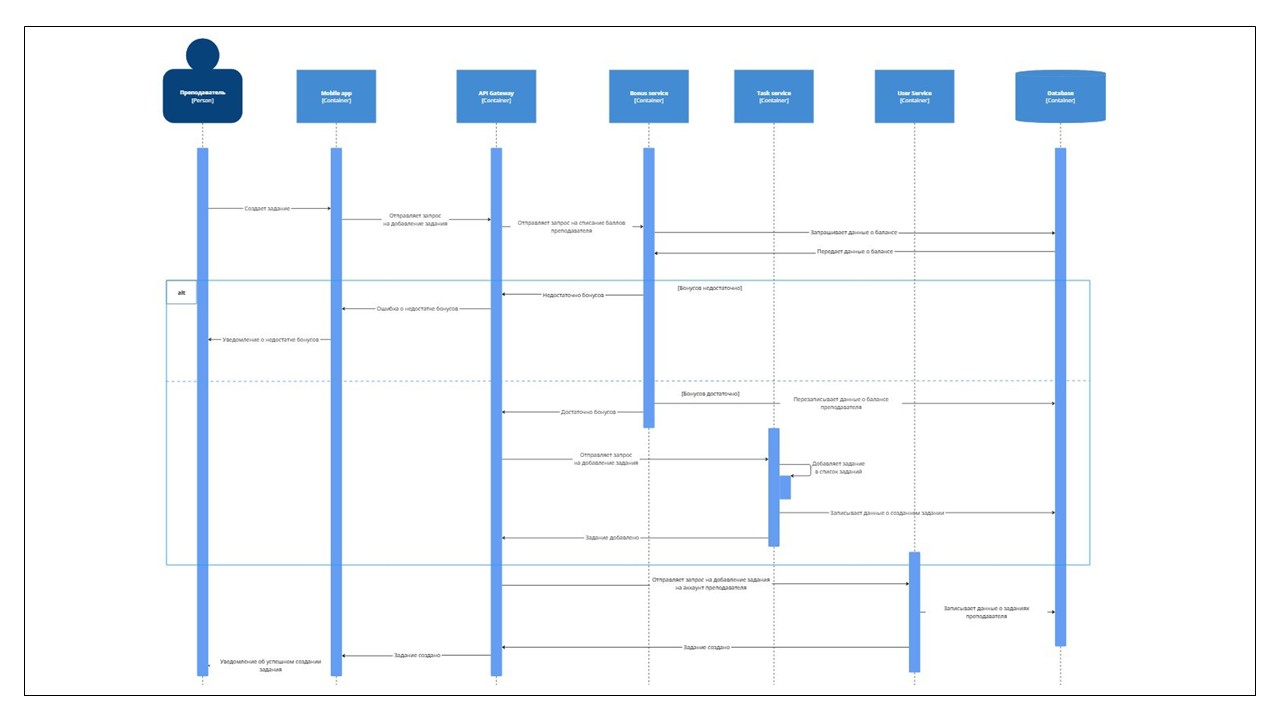 Преподаватель
[Person]
Mobile app
[Container]
API Gateway
[Container]
Bonus service
[Container]
Task service
[Container]
User Service
[Container]
Database
[Container]
Создает задание
Отправляет запрос
на добавление задания
Отправляет запрос на списание баллов
преподавателя
Запрашивает данные о балансе
Передает данные о балансе
alt
[Бонусов недостаточно]
Недостаточно бонусов
Ошибка о недостатке бонусов
Уведомление о недостатке бонусов
[Бонусов достаточно]
Перезаписывает данные о балансе
преподавателя
Достаточно бонусов
Отправляет запрос
на добавление задания
Добавляет задание
в список заданий
Записывает данные о созданном задании
Задание добавлено
Отправляет запрос на добавление задания
на аккаунт преподавателя
Записывает данные о заданиях
преподавателя
Задание создано
Задание создано
Уведомление об успешном создании
задания